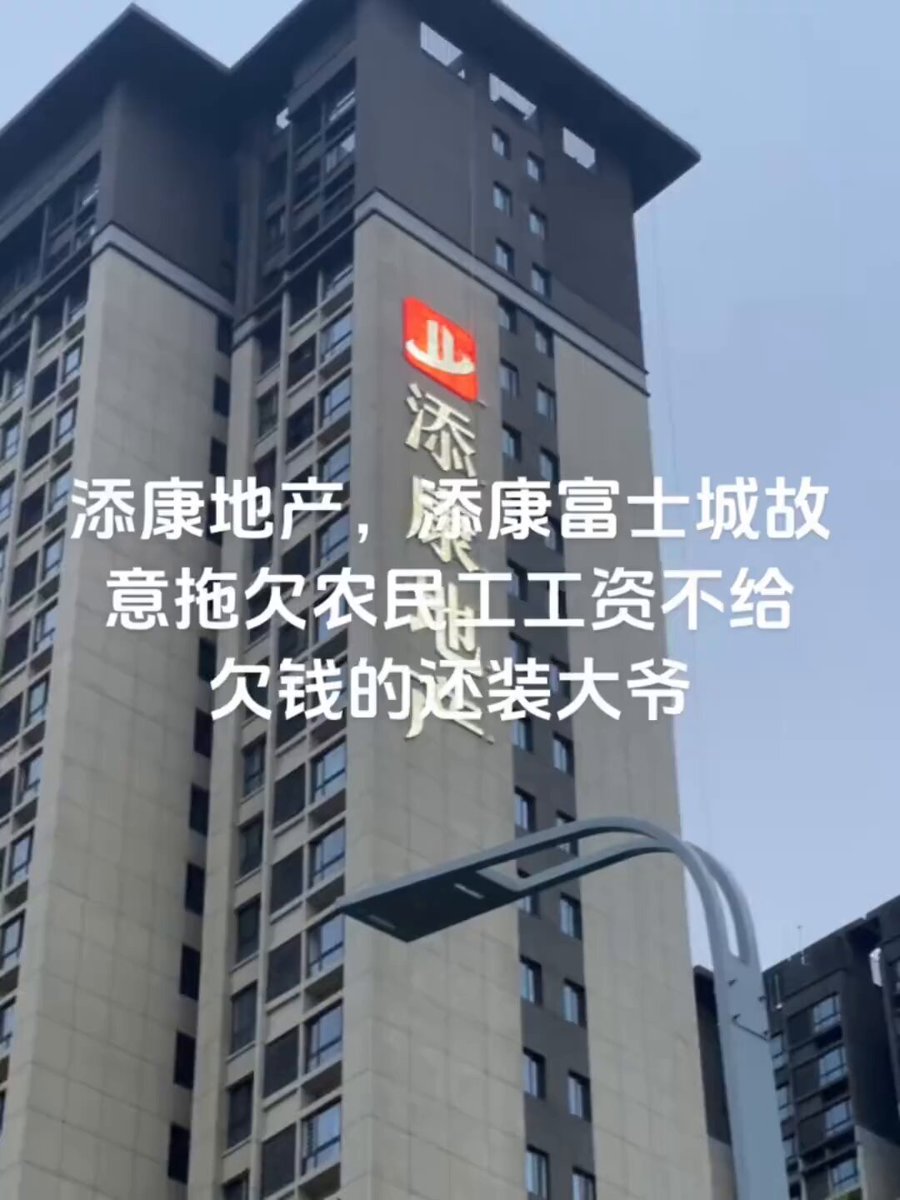 添康地产
添康地产，添康富士城故
意拖欠农民工工资不给
欠钱的还装大爷